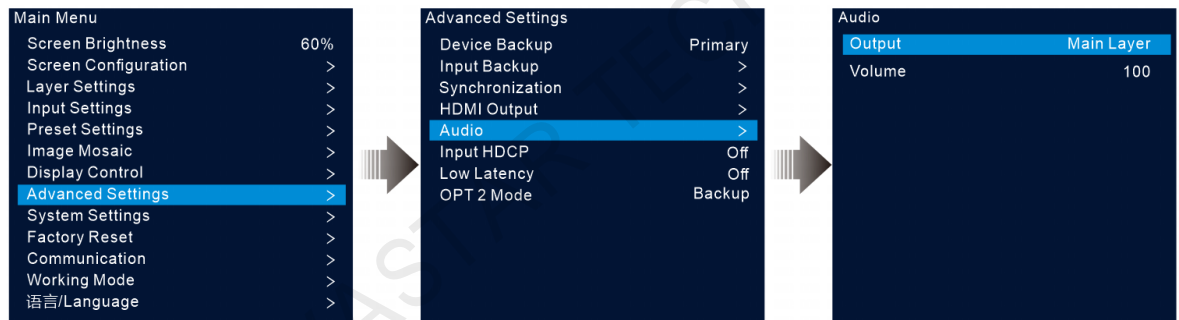 Main Menu
Screen Brightness 60%
Screen Configuration >
Layer Settings >
Input Settings >
Preset Settings >
Image Mosaic >
Display Control >
Advanced Settings >
System Settings >
Factory Reset >
Communication >
Working Mode >
语言/Language >
Advanced Settings
Device Backup Primary
Input Backup >
Synchronization >
HDMI Output >
Audio >
Input HDCP Off
Low Latency Off
OPT 2 Mode Backup
Audio
Output Main Layer
Volume 100